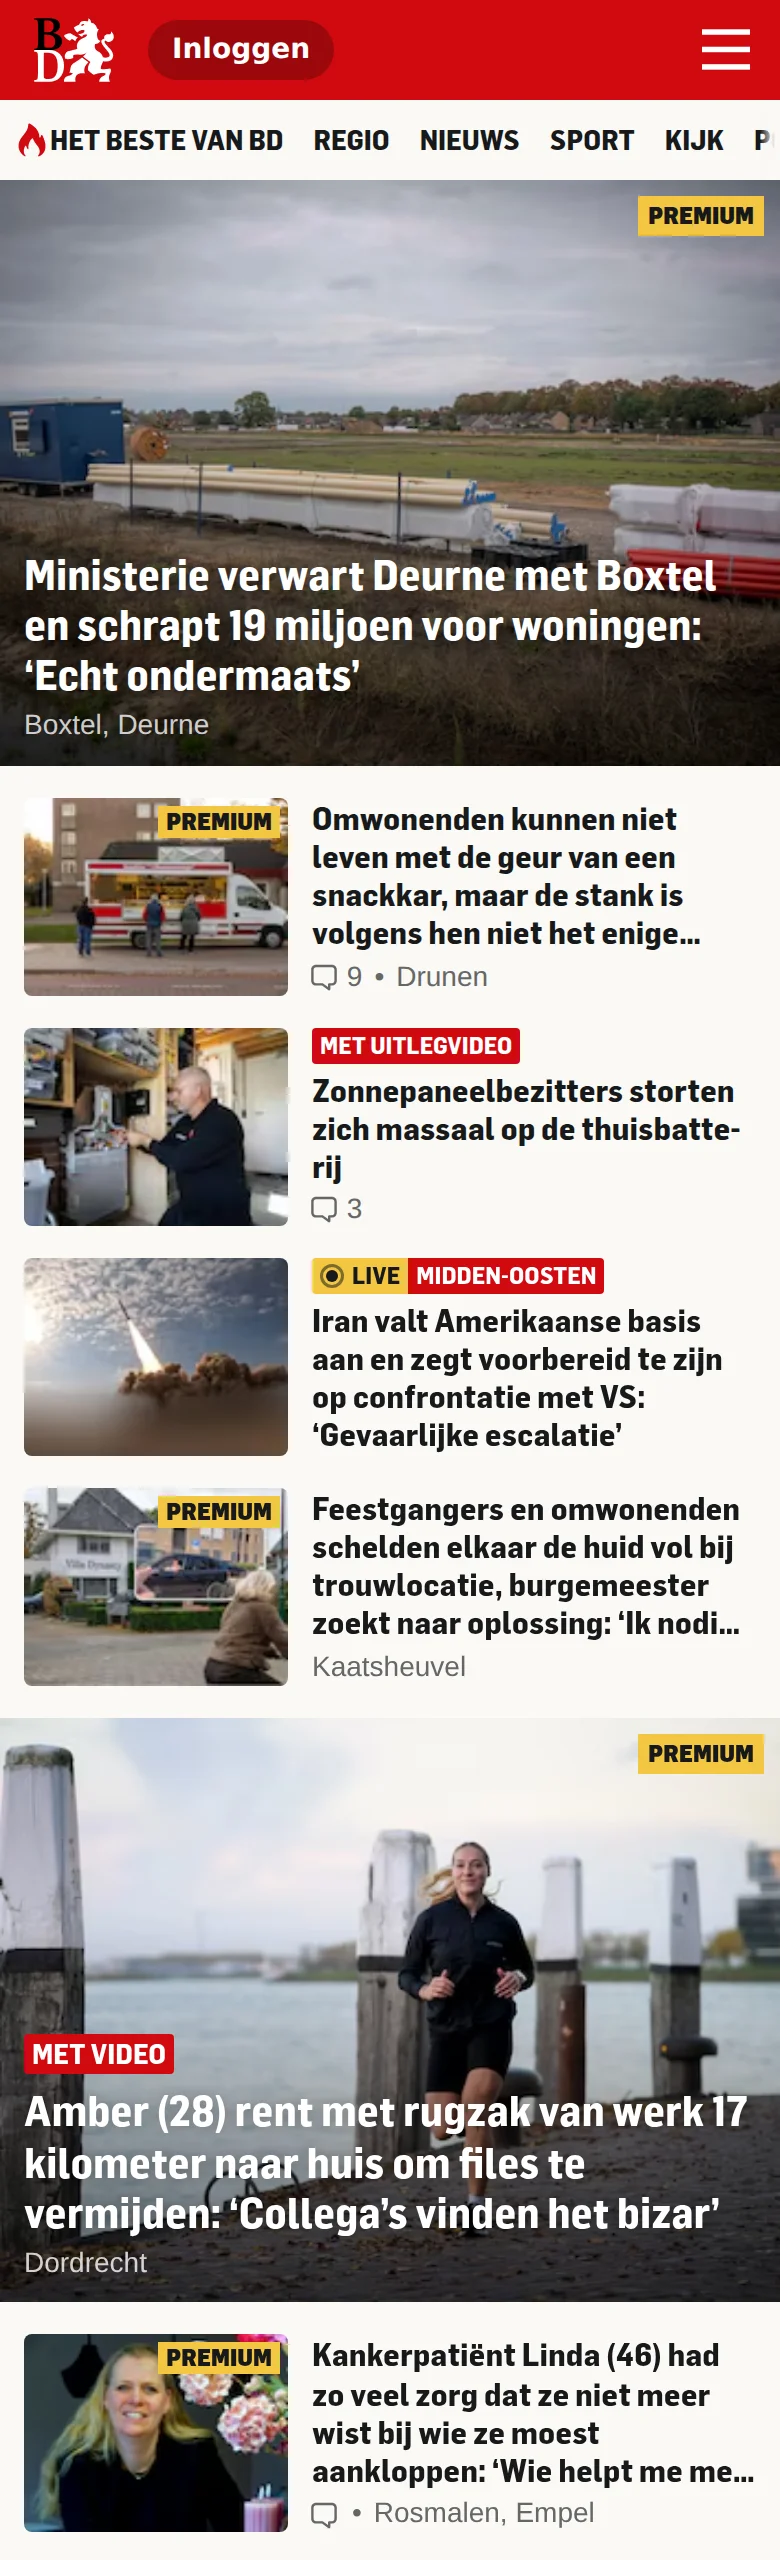 BD
Inloggen
HET BESTE VAN BD REGIO NIEUWS SPORT KIJK
PREMIUM
Ministerie verwart Deurne met Boxtel
en schrapt 19 miljoen voor woningen:
‘Echt ondermaats’
Boxtel, Deurne
PREMIUM
Omwonenden kunnen niet
leven met de geur van een
snackkar, maar de stank is
volgens hen niet het enige...
9 • Drunen
MET UITLEGVIDEO
Zonnepaneelbezitters storten
zich massaal op de thuisbatte-
rij
3
LIVE MIDDEN-OOSTEN
Iran valt Amerikaanse basis
aan en zegt voorbereid te zijn
op confrontatie met VS:
‘Gevaarlijke escalatie’
PREMIUM
Feestgangers en omwonenden
schelden elkaar de huid vol bij
trouwlocatie, burgemeester
zoekt naar oplossing: ‘Ik nodi...
Kaatsheuvel
PREMIUM
MET VIDEO
Amber (28) rent met rugzak van werk 17
kilometer naar huis om files te
vermijden: ‘Collega’s vinden het bizar’
Dordrecht
PREMIUM
Kankerpatiënt Linda (46) had
zo veel zorg dat ze niet meer
wist bij wie ze moest
aankloppen: ‘Wie helpt me me...
• Rosmalen, Empel